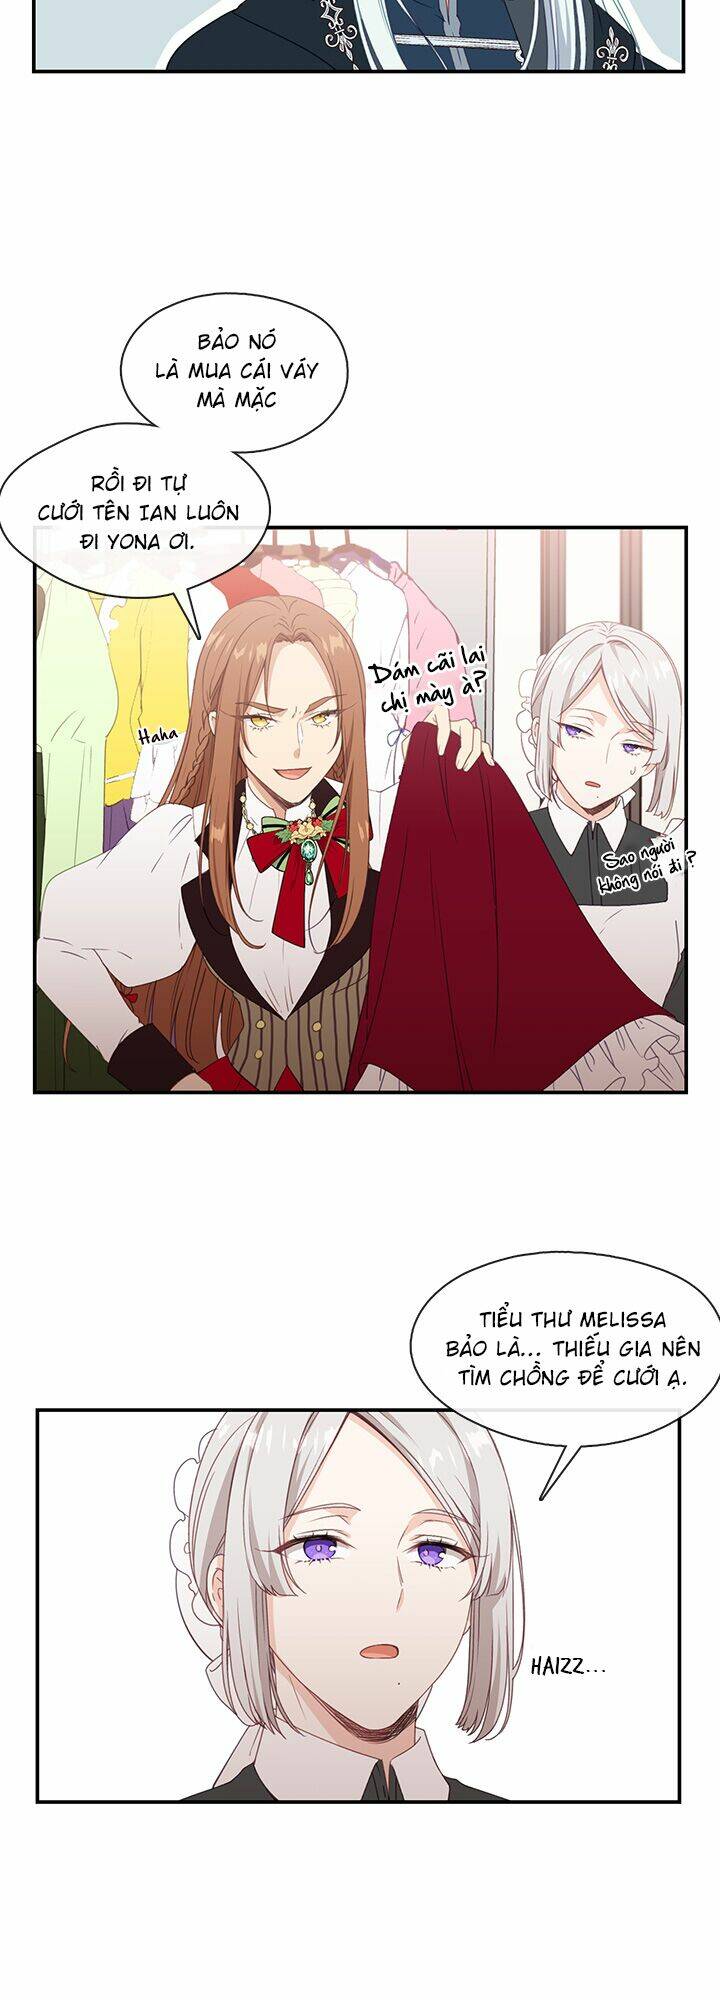 BẢO NÓ
LÀ MUA CÁI VÁY
MÀ MẶC
RỒI ĐI TỰ
CƯỚI TÊN IAN LUÔN
ĐI YONA ƠI.
Haha
Dám cãi lại
chị mày à?
Sao người
không nói đi ?
TIỂU THƯ MELISSA
BẢO LÀ... THIẾU GIA NÊN
TÌM CHỒNG ĐỂ CƯỚI Ạ.
HAIZZ...